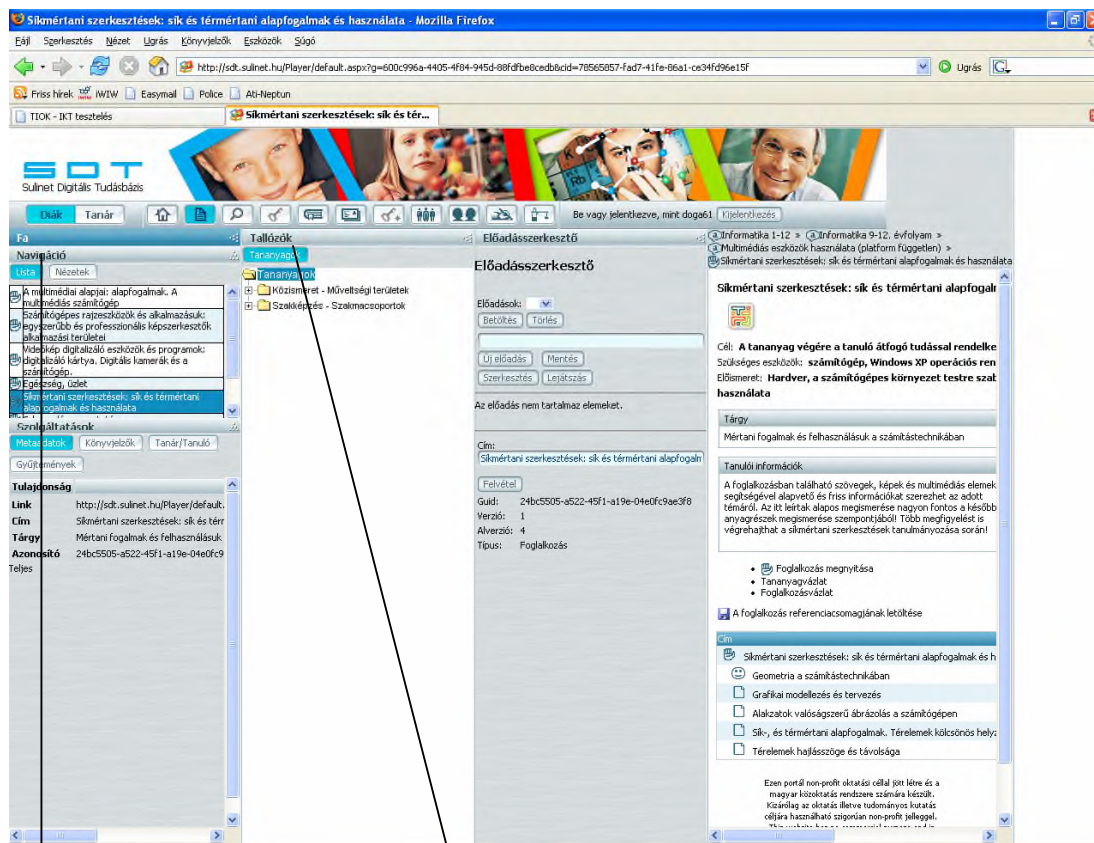 Síkmértani szerkesztések: sík és térmértani alapfogalmak és használata - Mozilla Firefox
Fájl Szerkesztés Nézet Ugrás Könyvjelzők Eszközök Súgó
http://sdt.sulinet.hu/Player/default.aspx?g=600c996a-4405-4f84-945d-88fdfbe8cedb&cid=78565857-fad7-41fe-86a1-ce34fd96e15f
Ugrás
Friss hírek iWiW Easymail Police Ati-Neptun
TIOK - IKT tesztelés
Síkmértani szerkesztések: sík és tér...
SDT
Sulinet Digitális Tudásbázis
Diák Tanár
Be vagy jelentkezve, mint doga61 Kijelentkezés
Fa
Navigáció
Lista Nézetek
A multimédiai alapjai: alapfogalmak. A
multimédiás számítógép
Számítógépes rajzeszközök és alkalmazásuk:
egyszerűbb és professzionális képszerkesztők
alkalmazási területei
Videókép digitalizáló eszközök és programok:
digitalizáló kártya. Digitális kamerák és a
számítógép.
Egészség, üzlet
Síkmértani szerkesztések: sík és térmértani
alapfogalmak és használata
Szolgáltatások
Metaadatok Könyvjelzők Tanár/Tanuló
Gyűjtemények
Tulajdonság
Link http://sdt.sulinet.hu/Player/default.
Cím Síkmértani szerkesztések: sík és térr
Tárgy Mértani fogalmak és felhasználásuk
Azonosító 24bc5505-a522-45f1-a19e-04e0fc9
Teljes
Tallózók
Tananyagok
Tananyagok
Közismeret - Műveltségi területek
Szakképzés - Szakmacsoportok
Előadásszerkesztő
Előadásszerkesztő
Előadások:
Betöltés Törlés
Új előadás Mentés
Szerkesztés Lejátszás
Az előadás nem tartalmaz elemeket.
Cím:
Síkmértani szerkesztések: sík és térmértani alapfogalm
Felvétel
Guid: 24bc5505-a522-45f1-a19e-04e0fc9ae3f8
Verzió: 1
Alverzió: 4
Típus: Foglalkozás
Informatika 1-12 » Informatika 9-12. évfolyam »
Multimédiás eszközök használata (platform független) »
Síkmértani szerkesztések: sík és térmértani alapfogalmak és használata
Síkmértani szerkesztések: sík és térmértani alapfogalr
Cél: A tananyag végére a tanuló átfogó tudással rendelke
Szükséges eszközök: számítógép, Windows XP operációs ren
Előismeret: Hardver, a számítógépes környezet testre szab
használata
Tárgy
Mértani fogalmak és felhasználásuk a számítástechnikában
Tanulói információk
A foglalkozásban található szövegek, képek és multimédiás elemek
segítségével alapvető és friss információkat szerezhet az adott
témáról. Az itt leírtak alapos megismerése nagyon fontos a később
anyagrészek megismerése szempontjából! Több megfigyelést is
végrehajthat a síkmértani szerkesztések tanulmányozása során!
• Foglalkozás megnyitása
• Tananyagvázlat
• Foglalkozásvázlat
A foglalkozás referenciacsomagjának letöltése
Cím
Síkmértani szerkesztések: sík és térmértani alapfogalmak és h
Geometria a számítástechnikában
Grafikai modellezés és tervezés
Alakzatok valóságszerű ábrázolás a számítógépen
Sík-, és térmértani alapfogalmak. Térelemek kölcsönös helyz
Térelemek hajlásszöge és távolsága
Ezen portál non-profit oktatási céllal jött létre és a
magyar közoktatás rendszere számára készült.
Kizárólag az oktatás illetve tudományos kutatás
céljára használható szigorúan non-profit jelleggel.